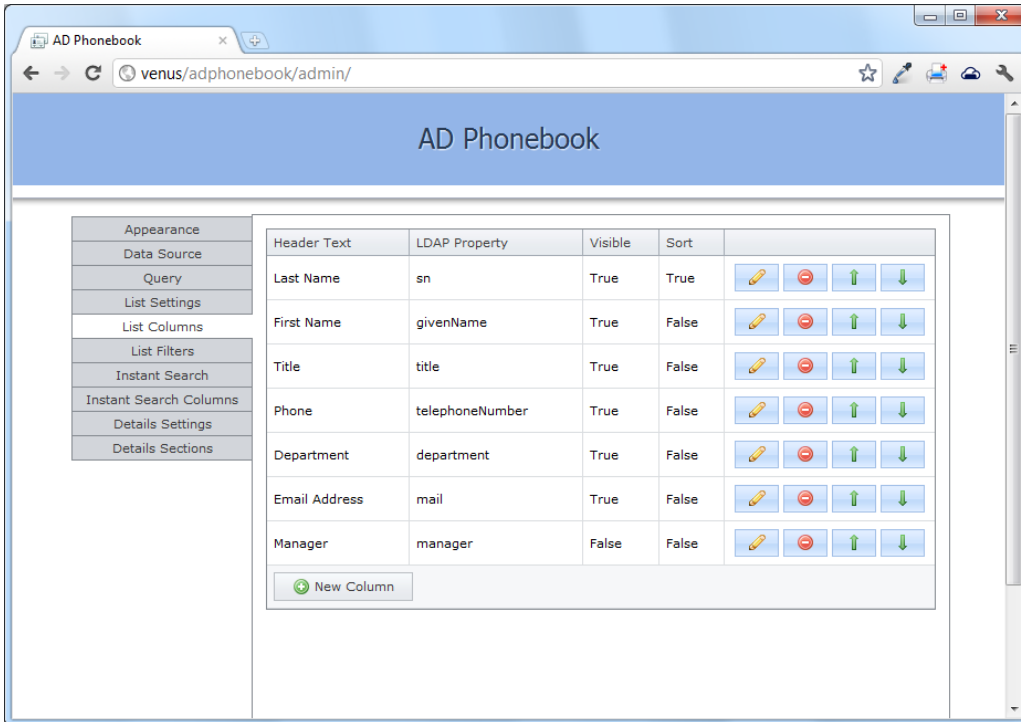 AD Phonebook
venus/adphonebook/admin/
AD Phonebook
Appearance
Data Source
Query
List Settings
List Columns
List Filters
Instant Search
Instant Search Columns
Details Settings
Details Sections
Header Text LDAP Property Visible Sort
Last Name sn True True
First Name givenName True False
Title title True False
Phone telephoneNumber True False
Department department True False
Email Address mail True False
Manager manager False False
New Column